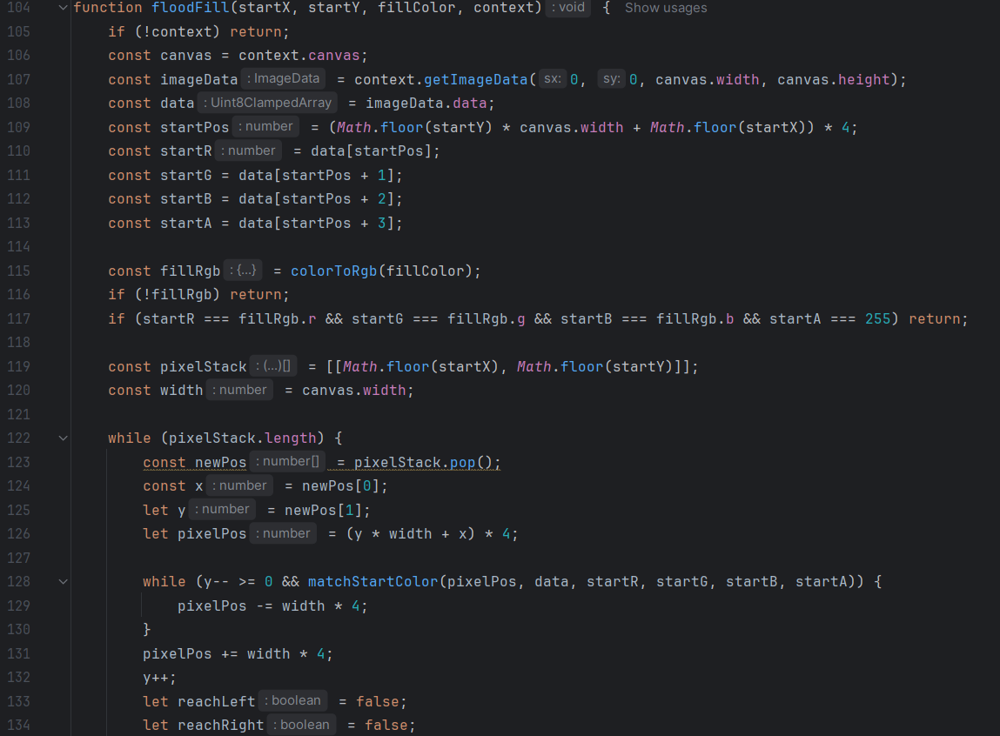 104 function floodFill(startX, startY, fillColor, context) : void { Show usages
105 if (!context) return;
106 const canvas = context.canvas;
107 const imageData : ImageData = context.getImageData( sx: 0, sy: 0, canvas.width, canvas.height);
108 const data : Uint8ClampedArray = imageData.data;
109 const startPos : number = (Math.floor(startY) * canvas.width + Math.floor(startX)) * 4;
110 const startR : number = data[startPos];
111 const startG = data[startPos + 1];
112 const startB = data[startPos + 2];
113 const startA = data[startPos + 3];
114
115 const fillRgb : {...} = colorToRgb(fillColor);
116 if (!fillRgb) return;
117 if (startR === fillRgb.r && startG === fillRgb.g && startB === fillRgb.b && startA === 255) return;
118
119 const pixelStack : (...)[] = [[Math.floor(startX), Math.floor(startY)]];
120 const width : number = canvas.width;
121
122 while (pixelStack.length) {
123 const newPos : number[] = pixelStack.pop();
124 const x : number = newPos[0];
125 let y : number = newPos[1];
126 let pixelPos : number = (y * width + x) * 4;
127
128 while (y-- >= 0 && matchStartColor(pixelPos, data, startR, startG, startB, startA)) {
129 pixelPos -= width * 4;
130 }
131 pixelPos += width * 4;
132 y++;
133 let reachLeft : boolean = false;
134 let reachRight : boolean = false;